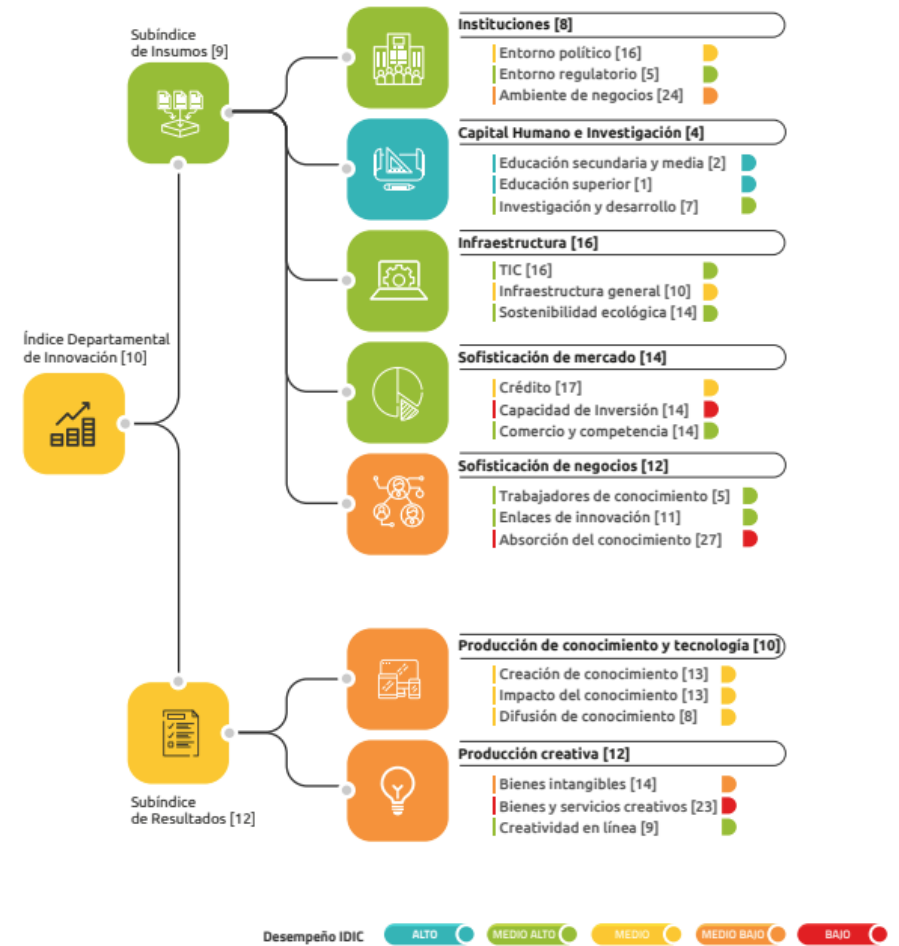 Subíndice
de Insumos [9]
Instituciones [8]
Entorno político [16]
Entorno regulatorio [5]
Ambiente de negocios [24]
Capital Humano e Investigación [4]
Educación secundaria y media [2]
Educación superior [1]
Investigación y desarrollo [7]
Infraestructura [16]
TIC [16]
Infraestructura general [10]
Sostenibilidad ecológica [14]
Índice Departamental
de Innovación [10]
Sofisticación de mercado [14]
Crédito [17]
Capacidad de Inversión [14]
Comercio y competencia [14]
Sofisticación de negocios [12]
Trabajadores de conocimiento [5]
Enlaces de innovación [11]
Absorción del conocimiento [27]
Producción de conocimiento y tecnología [10]
Creación de conocimiento [13]
Impacto del conocimiento [13]
Difusión de conocimiento [8]
Producción creativa [12]
Bienes intangibles [14]
Bienes y servicios creativos [23]
Creatividad en línea [9]
Subíndice
de Resultados [12]
Desempeño IDIC ALTO MEDIO ALTO MEDIO MEDIO BAJO BAJO